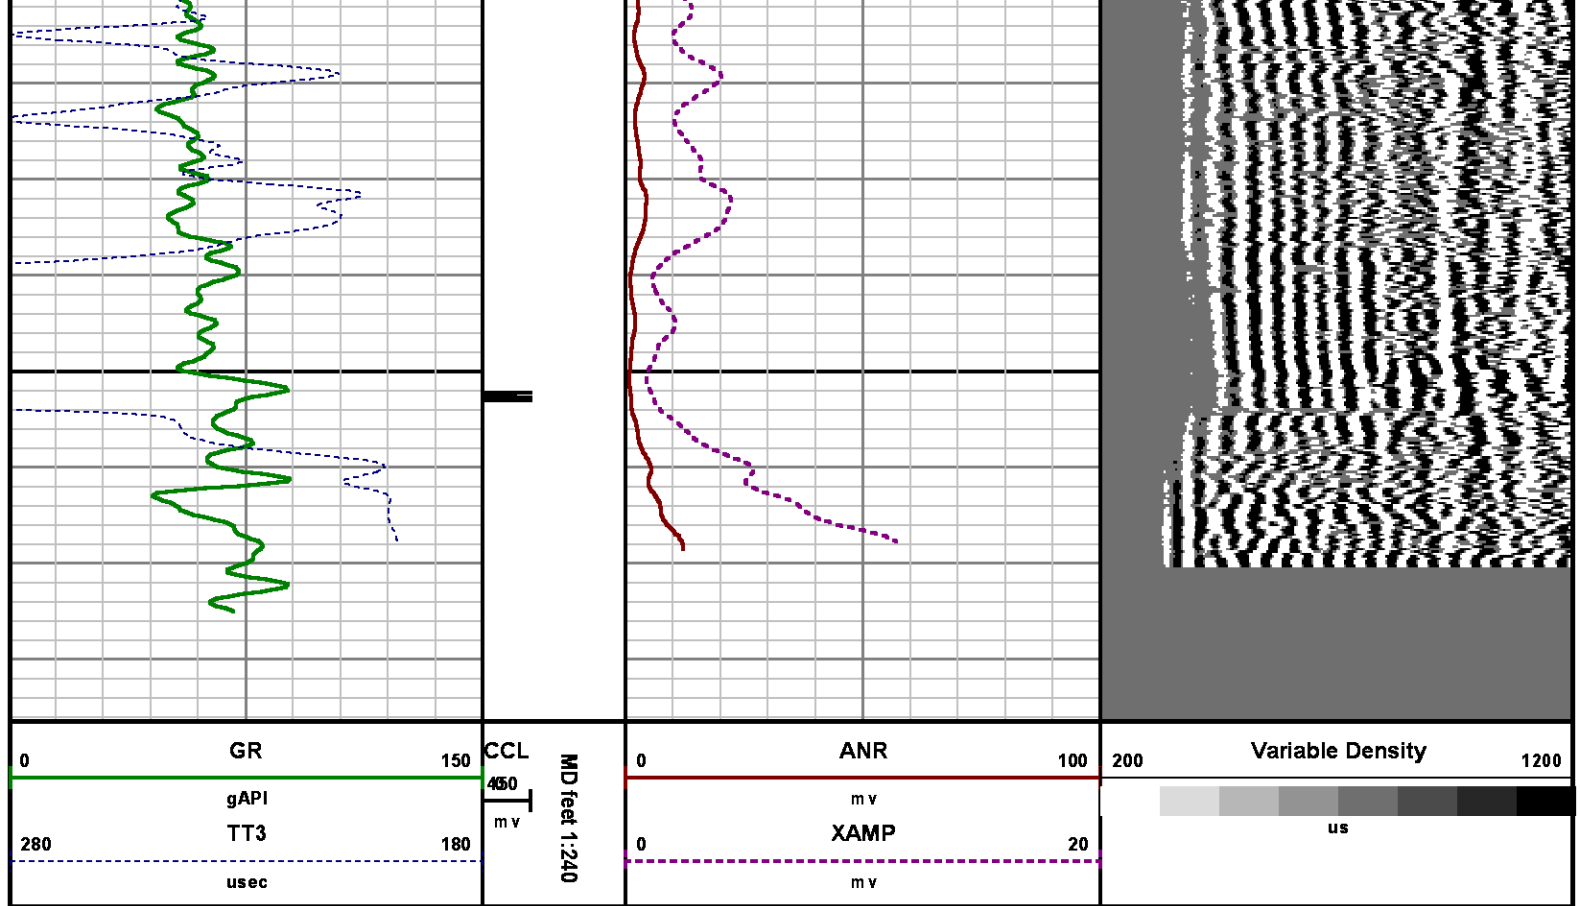 GR
0 150
gAPI
TT3
280 180
usec
CCL
mv
MD feet 1:240
ANR
0 100
mv
XAMP
0 20
mv
Variable Density
200 1200
us